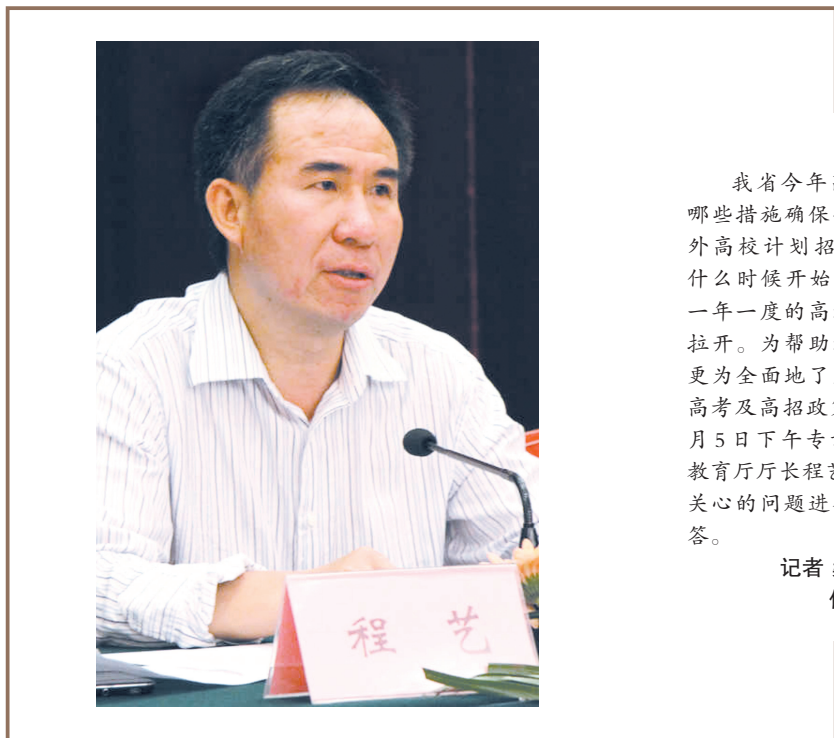 程 艺
我省今年
哪些措施确保
外高校计划招
什么时候开始
一年一度的高
拉开。为帮助
更为全面地了
高考及高招政
月5日下午专
教育厅厅长程
关心的问题进
答。
记者